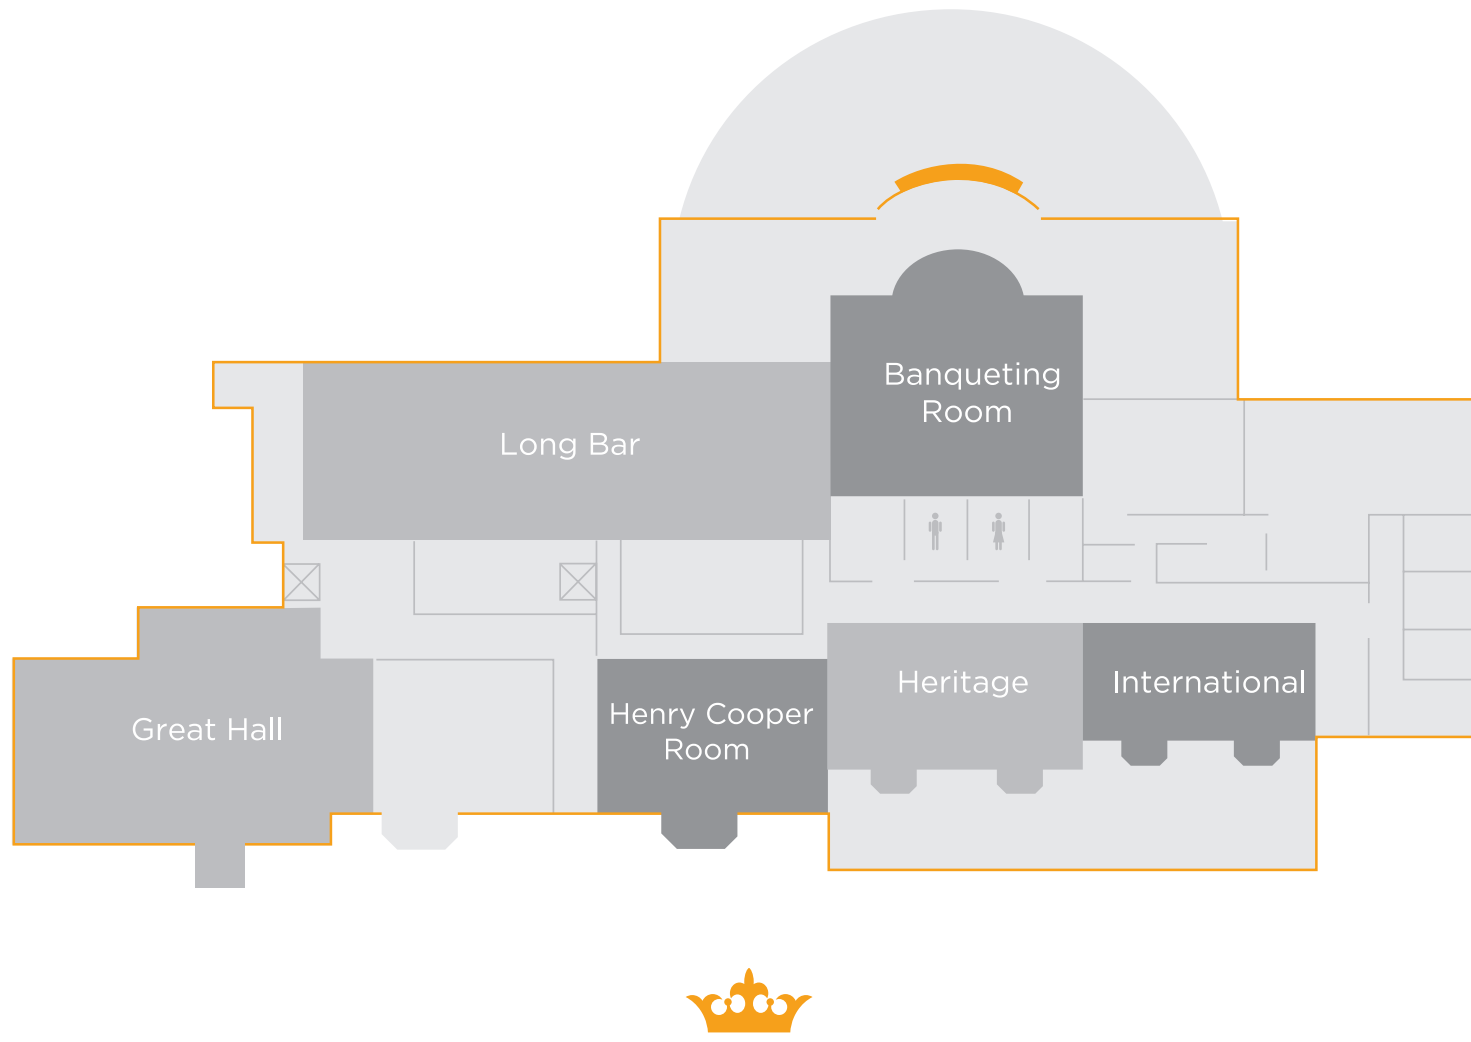 Banqueting
Room
Long Bar
Heritage
International
Great Hall
Henry Cooper
Room